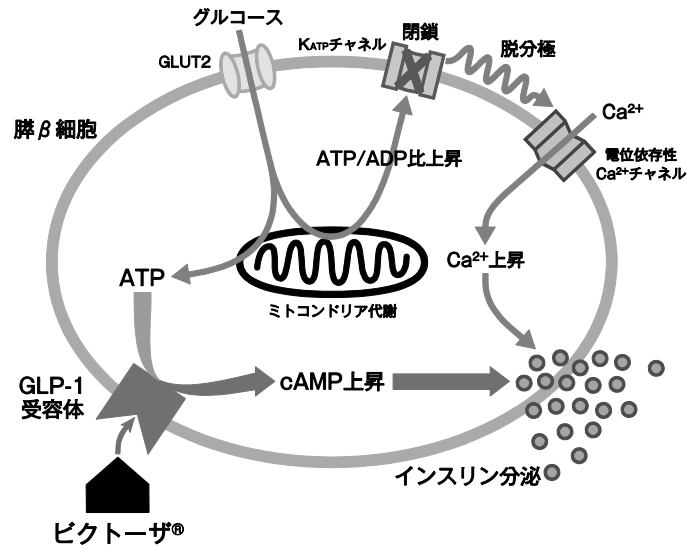 グルコース
GLUT2
KATPチャネル
閉鎖
脱分極
膵β細胞
Ca²⁺
電位依存性
Ca²⁺チャネル
ATP/ADP比上昇
ATP
Ca²⁺上昇
ミトコンドリア代謝
GLP-1
受容体
cAMP上昇
インスリン分泌
ビクトーザ®